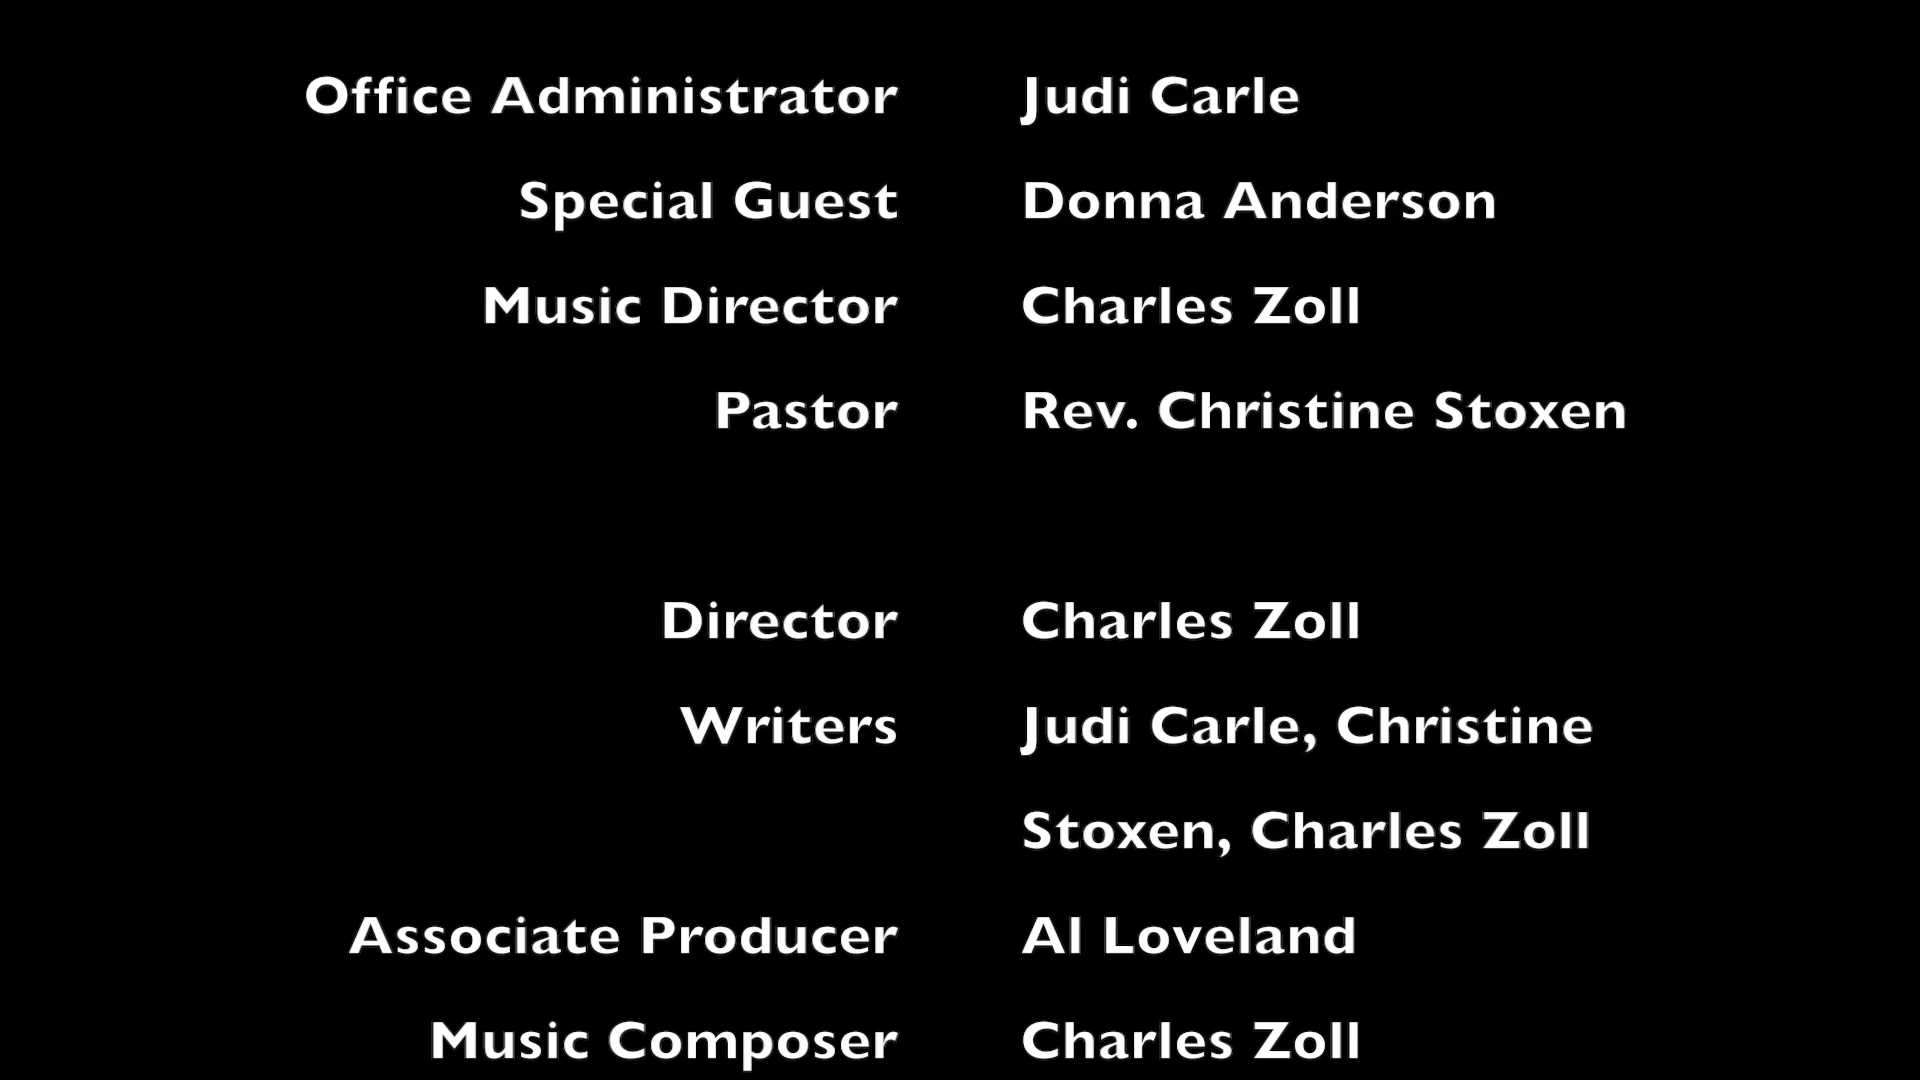 Office Administrator Judi Carle
Special Guest Donna Anderson
Music Director Charles Zoll
Pastor Rev. Christine Stoxen
Director Charles Zoll
Writers Judi Carle, Christine
Stoxen, Charles Zoll
Associate Producer Al Loveland
Music Composer Charles Zoll